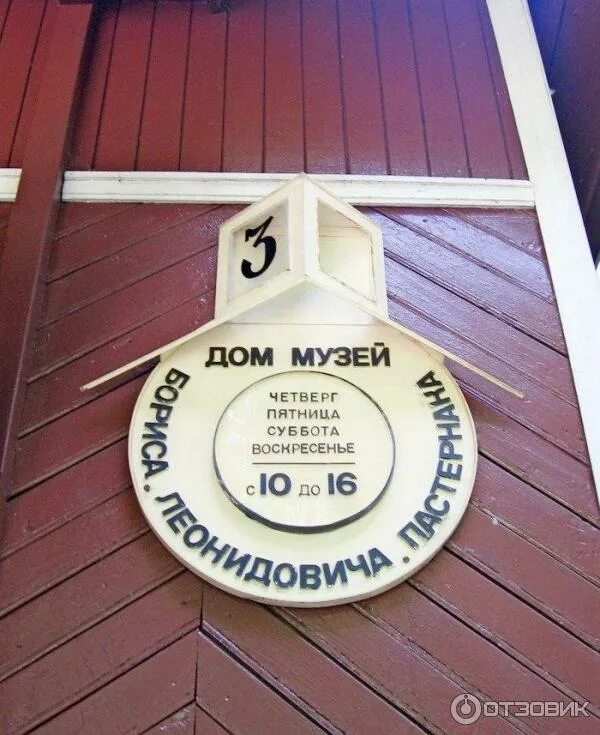 3
ДОМ МУЗЕЙ
БОРИСА. ЛЕОНИДОВИЧА. ПАСТЕРНАКА
ЧЕТВЕРГ
ПЯТНИЦА
СУББОТА
ВОСКРЕСЕНЬЕ
С 10 ДО 16
ОТЗОВИК